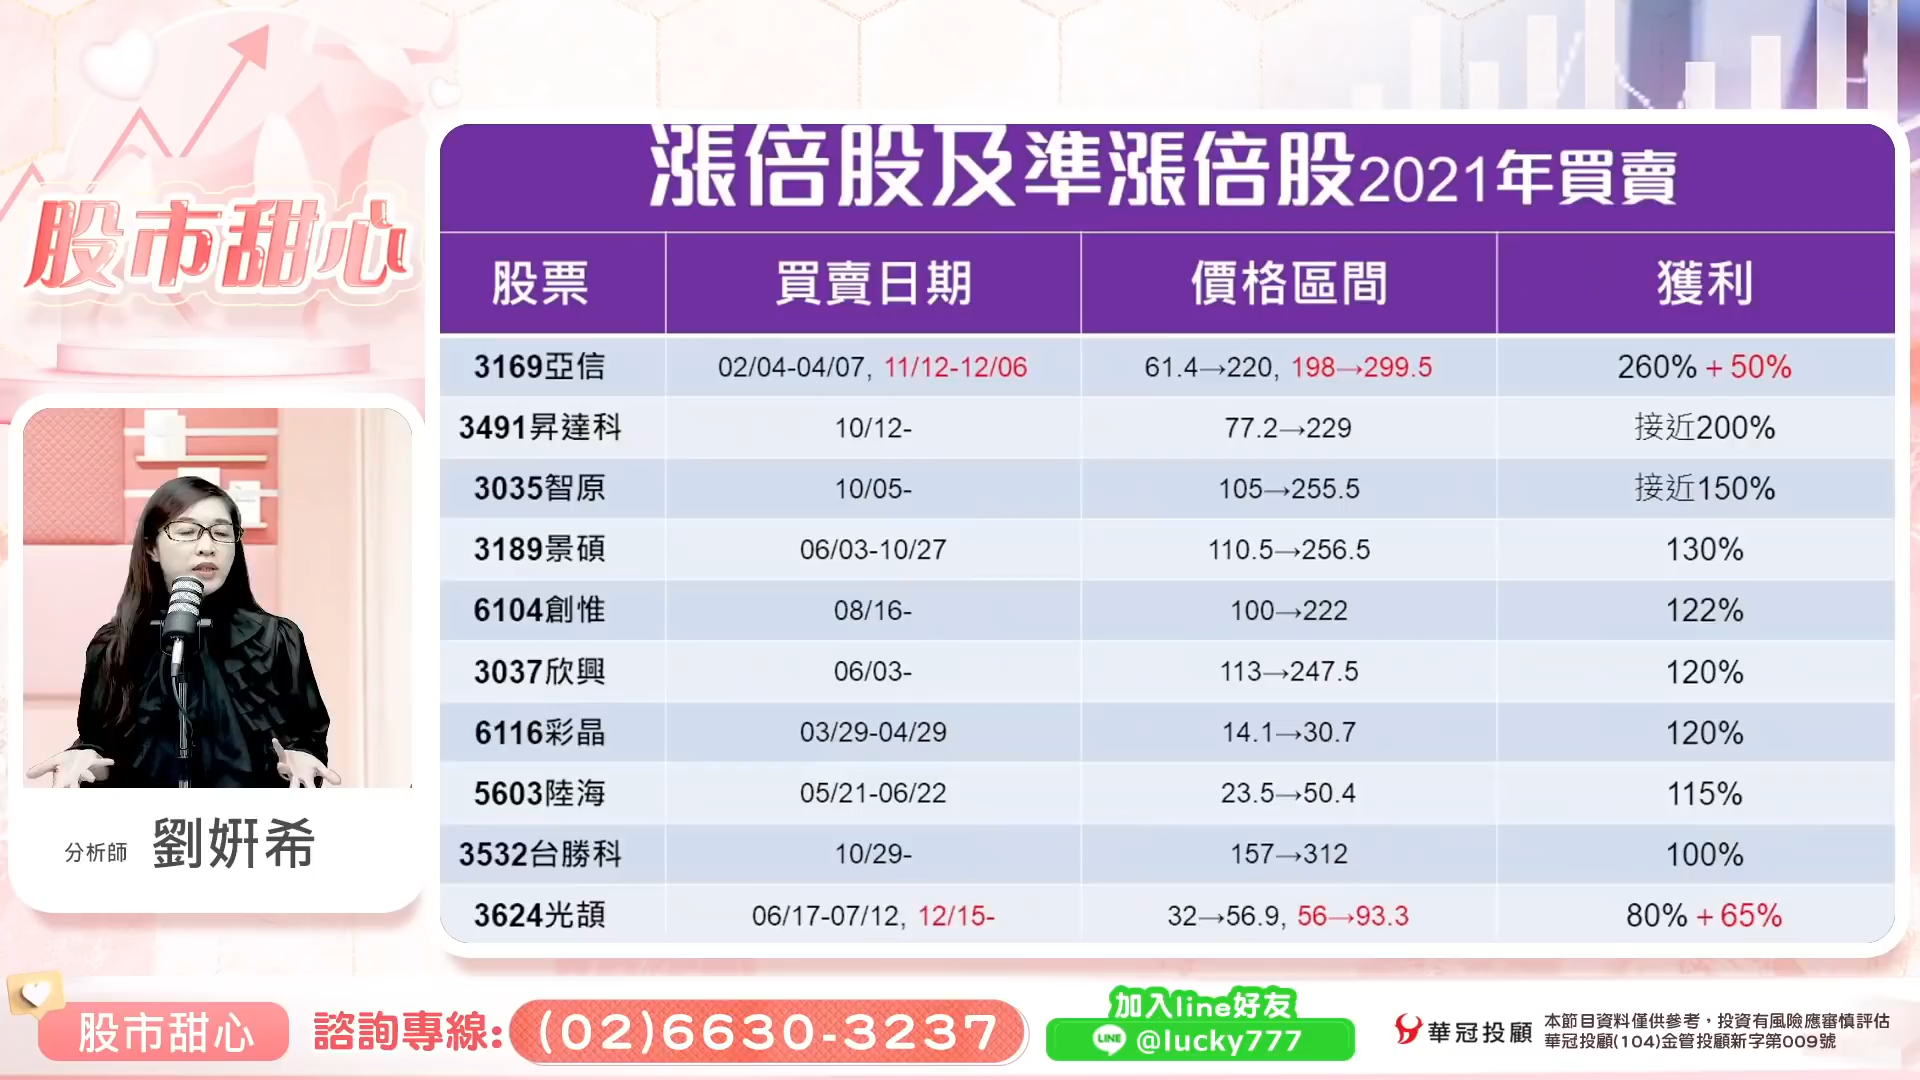 股市甜心
漲倍股及準漲倍股2021年買賣
股票 買賣日期 價格區間 獲利
3169亞信 02/04-04/07, 11/12-12/06 61.4→220, 198→299.5 260%+50%
3491昇達科 10/12- 77.2→229 接近200%
3035智原 10/05- 105→255.5 接近150%
3189景碩 06/03-10/27 110.5→256.5 130%
6104創惟 08/16- 100→222 122%
3037欣興 06/03- 113→247.5 120%
6116彩晶 03/29-04/29 14.1→30.7 120%
5603陸海 05/21-06/22 23.5→50.4 115%
3532台勝科 10/29- 157→312 100%
3624光頡 06/17-07/12, 12/15- 32→56.9, 56→93.3 80%+65%
分析師 劉妍希
股市甜心
諮詢專線:(02)6630-3237
加入line好友
LINE @lucky777
華冠投顧
本節目資料僅供參考，投資有風險應審慎評估
華冠投顧(104)金管投顧新字第009號